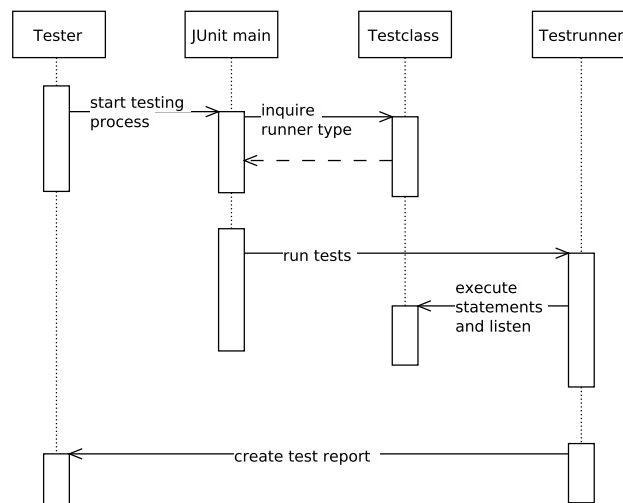 Tester
JUnit main
Testclass
Testrunner
start testing
process
inquire
runner type
run tests
execute
statements
and listen
create test report